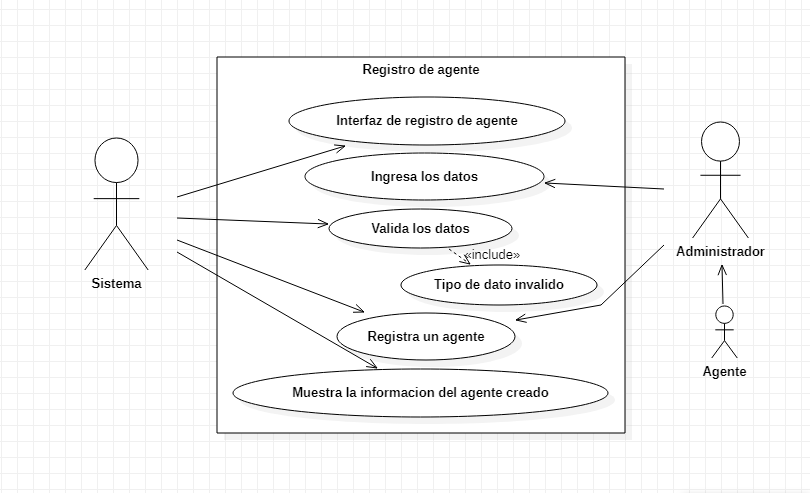 Registro de agente
Interfaz de registro de agente
Ingresa los datos
Valida los datos
«include»
Tipo de dato invalido
Registra un agente
Muestra la informacion del agente creado
Sistema
Administrador
Agente